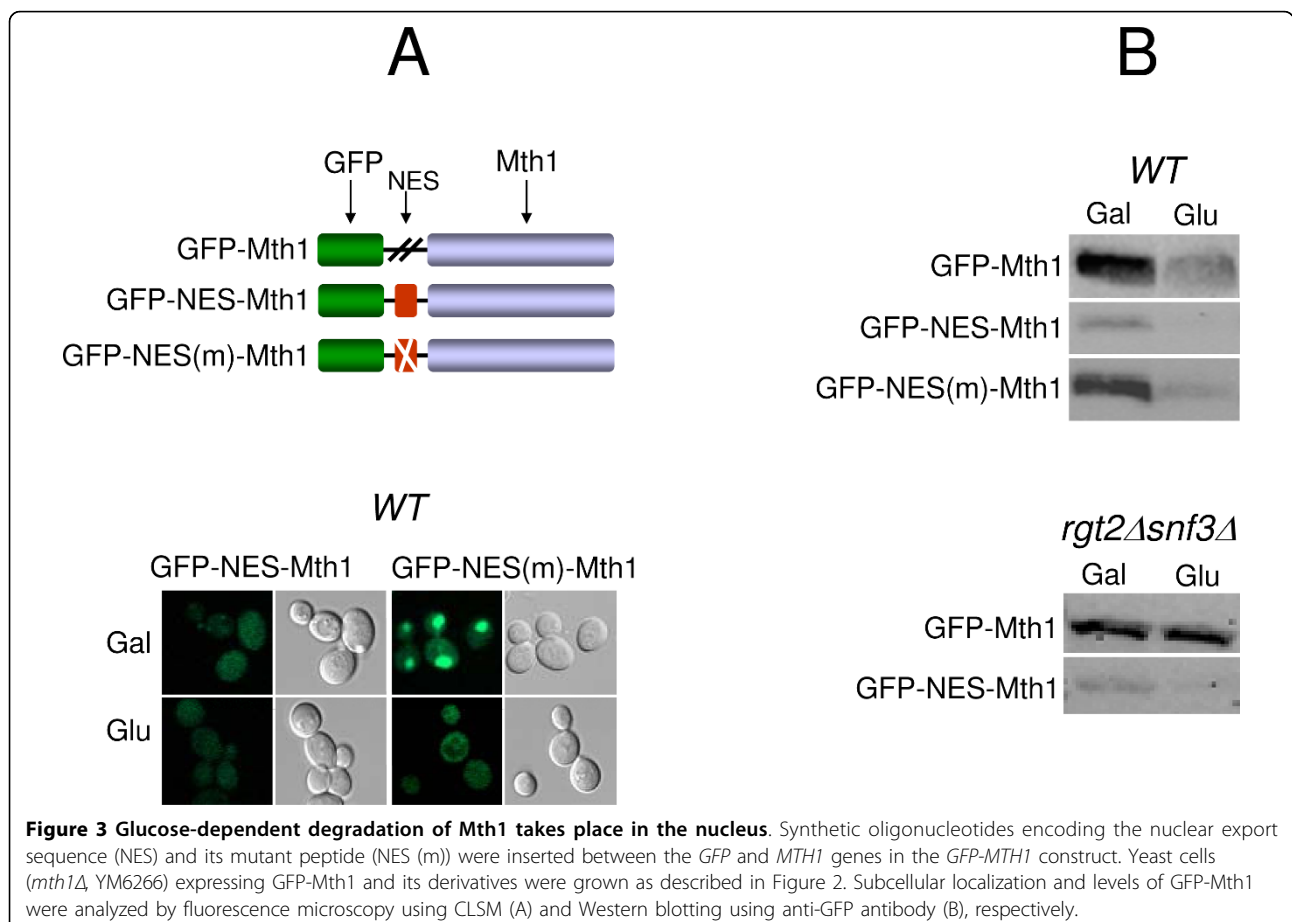 A
B
GFP
NES
Mth1
GFP-Mth1
GFP-NES-Mth1
GFP-NES(m)-Mth1
WT
GFP-NES-Mth1 GFP-NES(m)-Mth1
Gal
Glu
WT
Gal Glu
GFP-Mth1
GFP-NES-Mth1
GFP-NES(m)-Mth1
rgt2Δsnf3Δ
Gal Glu
GFP-Mth1
GFP-NES-Mth1
Figure 3 Glucose-dependent degradation of Mth1 takes place in the nucleus. Synthetic oligonucleotides encoding the nuclear export
sequence (NES) and its mutant peptide (NES (m)) were inserted between the GFP and MTH1 genes in the GFP-MTH1 construct. Yeast cells
(mth1Δ, YM6266) expressing GFP-Mth1 and its derivatives were grown as described in Figure 2. Subcellular localization and levels of GFP-Mth1
were analyzed by fluorescence microscopy using CLSM (A) and Western blotting using anti-GFP antibody (B), respectively.